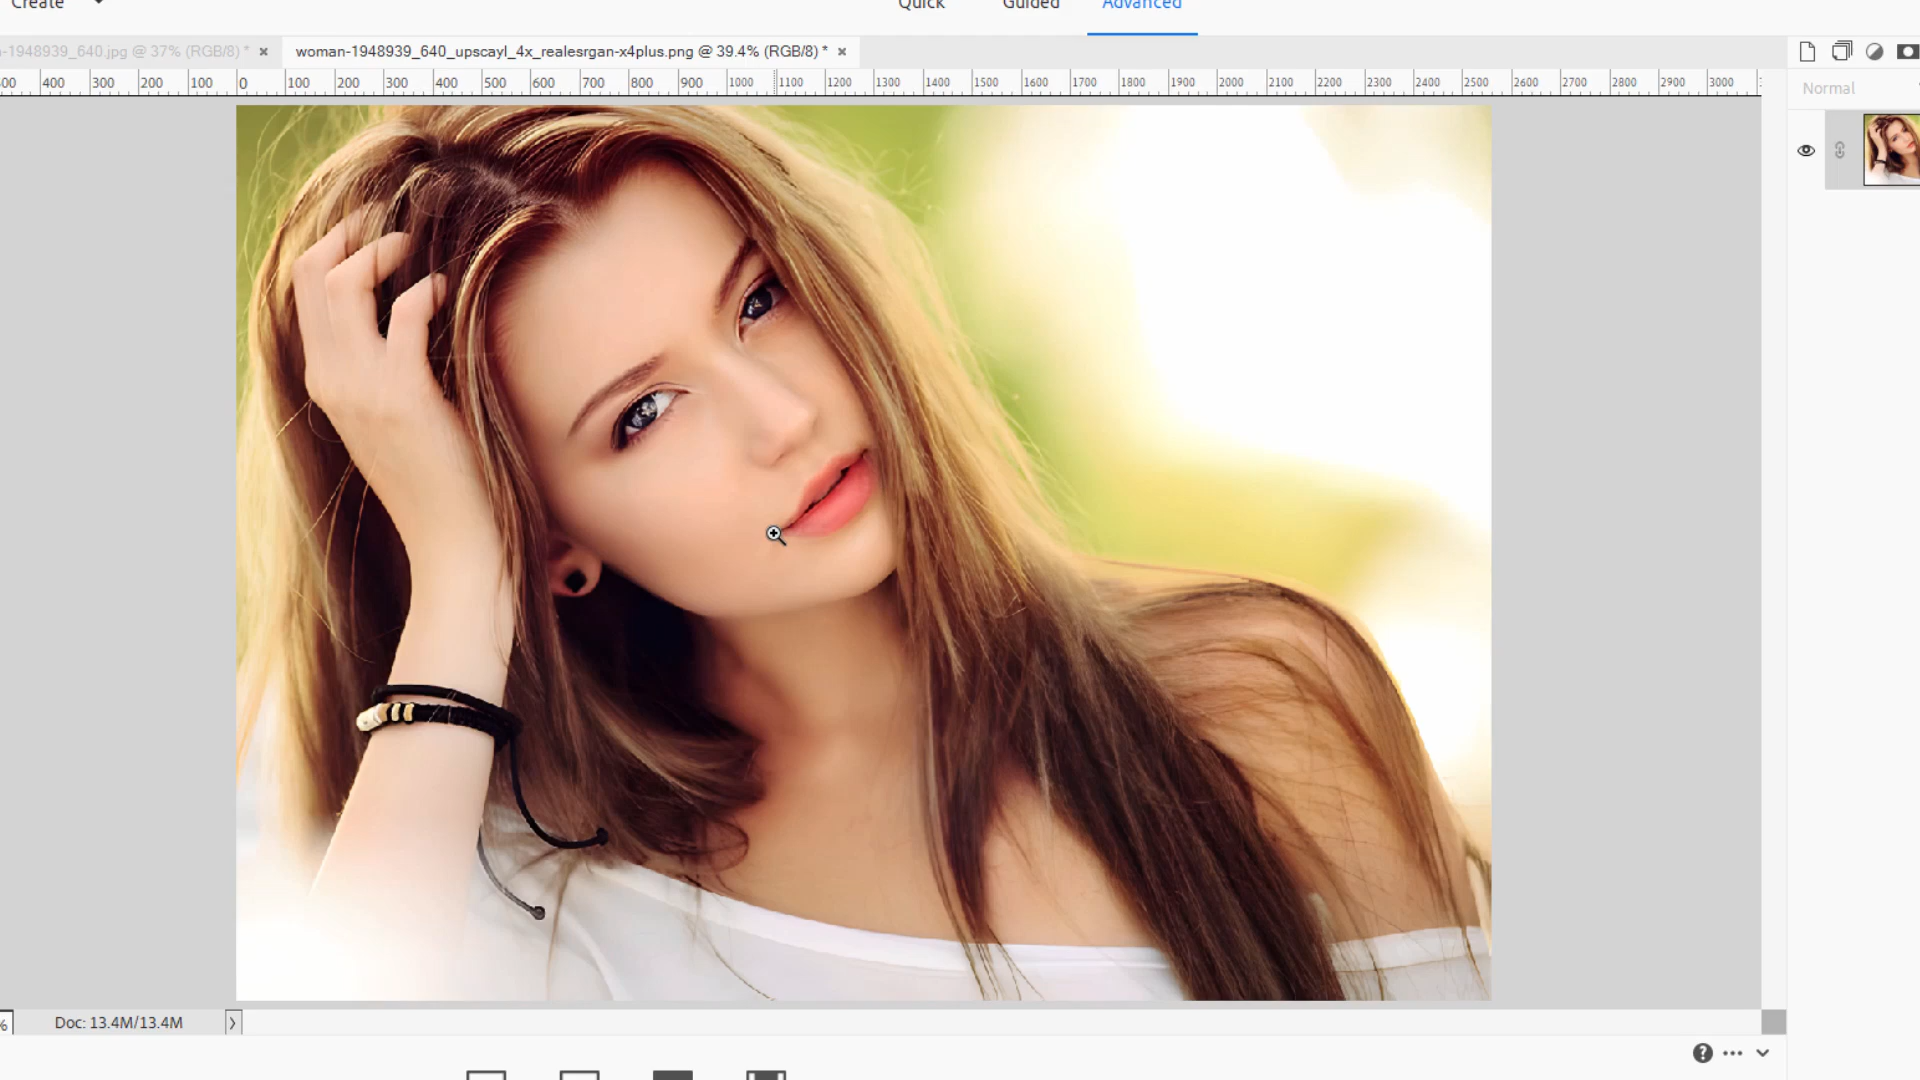 Create
Quick
Guided
Advanced
-1948939_640.jpg @ 37% (RGB/8) *
woman-1948939_640_upscayl_4x_realesrgan-x4plus.png @ 39.4% (RGB/8) *
00 400 300 200 100 0 100 200 300 400 500 600 700 800 900 1000 1100 1200 1300 1400 1500 1600 1700 1800 1900 2000 2100 2200 2300 2400 2500 2600 2700 2800 2900 3000
Normal
% Doc: 13.4M/13.4M